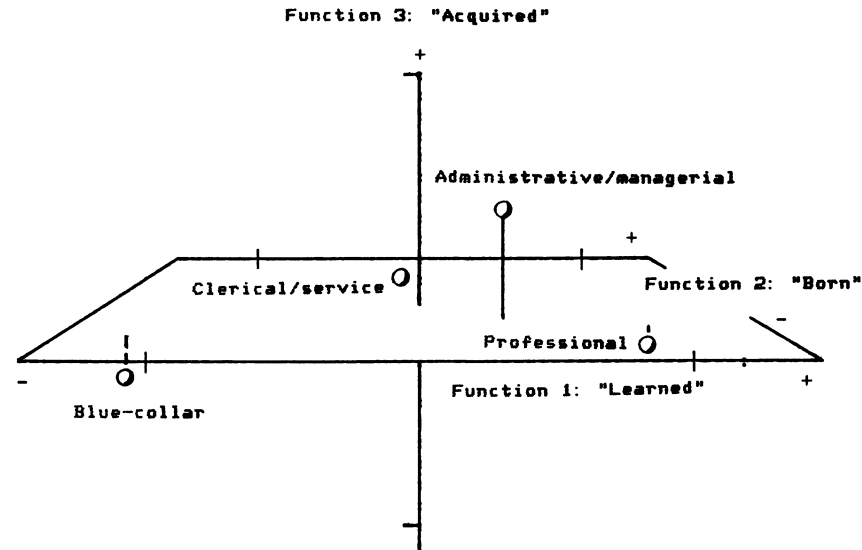 Function 3: "Acquired"
+
Administrative/managerial
+
Clerical/service
Function 2: "Born"
-
Professional
-
+
Function 1: "Learned"
Blue-collar